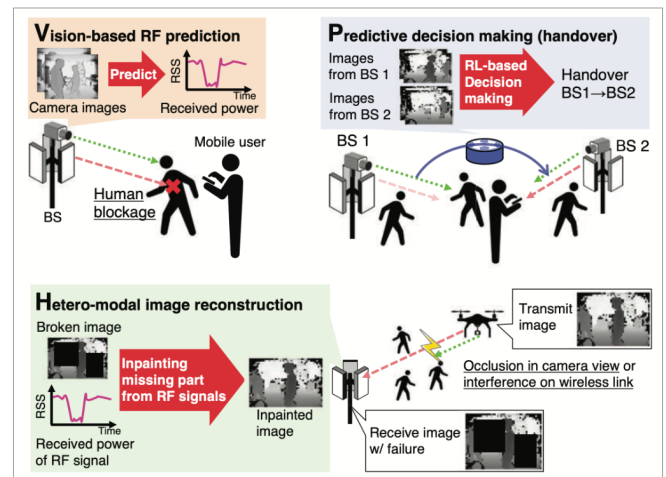 Vision-based RF prediction
Predict
RSS
Time
Camera images
Received power
Mobile user
BS
Human
blockage
Predictive decision making (handover)
Images
from BS 1
Images
from BS 2
RL-based
Decision
making
Handover
BS1→BS2
BS 1
BS 2
Hetero-modal image reconstruction
Broken image
RSS
Time
Received power
of RF signal
Inpainting
missing part
from RF signals
Inpainted
image
Transmit
image
Occlusion in camera view or
interference on wireless link
Receive image
w/ failure